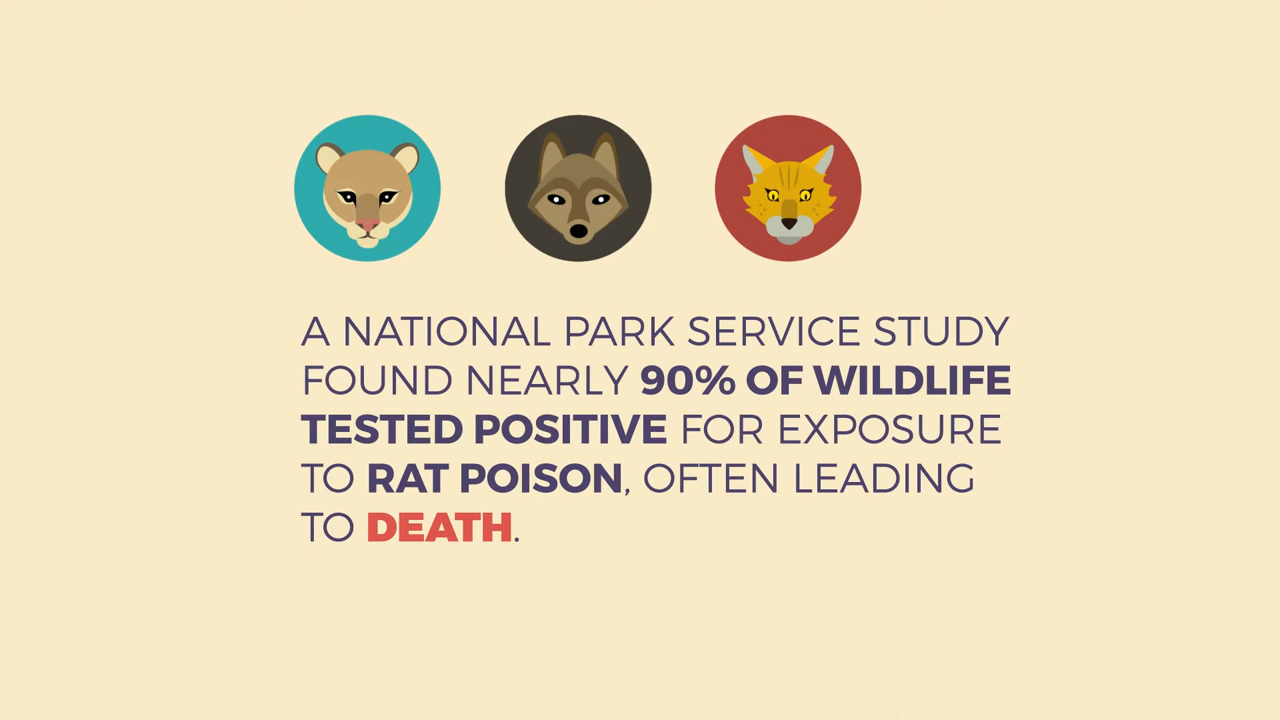 A NATIONAL PARK SERVICE STUDY
FOUND NEARLY 90% OF WILDLIFE
TESTED POSITIVE FOR EXPOSURE
TO RAT POISON, OFTEN LEADING
TO DEATH.